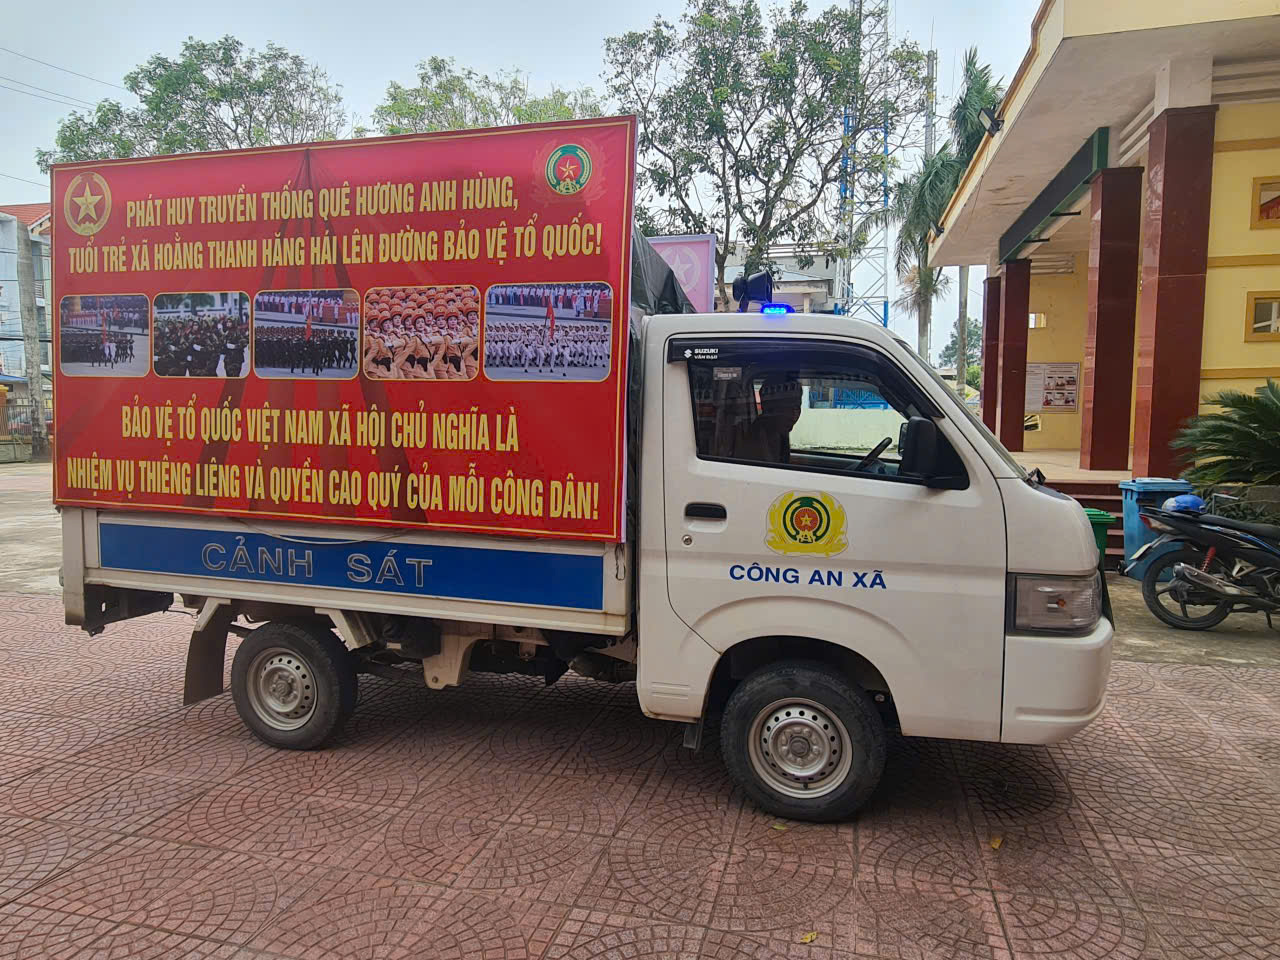 PHÁT HUY TRUYỀN THỐNG QUÊ HƯƠNG ANH HÙNG,
TUỔI TRẺ XÃ HOẰNG THANH HĂNG HÁI LÊN ĐƯỜNG BẢO VỆ TỔ QUỐC!
BẢO VỆ TỔ QUỐC VIỆT NAM XÃ HỘI CHỦ NGHĨA LÀ
NHIỆM VỤ THIÊNG LIÊNG VÀ QUYỀN CAO QUÝ CỦA MỖI CÔNG DÂN!
CẢNH SÁT
SUZUKI
VÂN ĐẠO
CÔNG AN XÃ